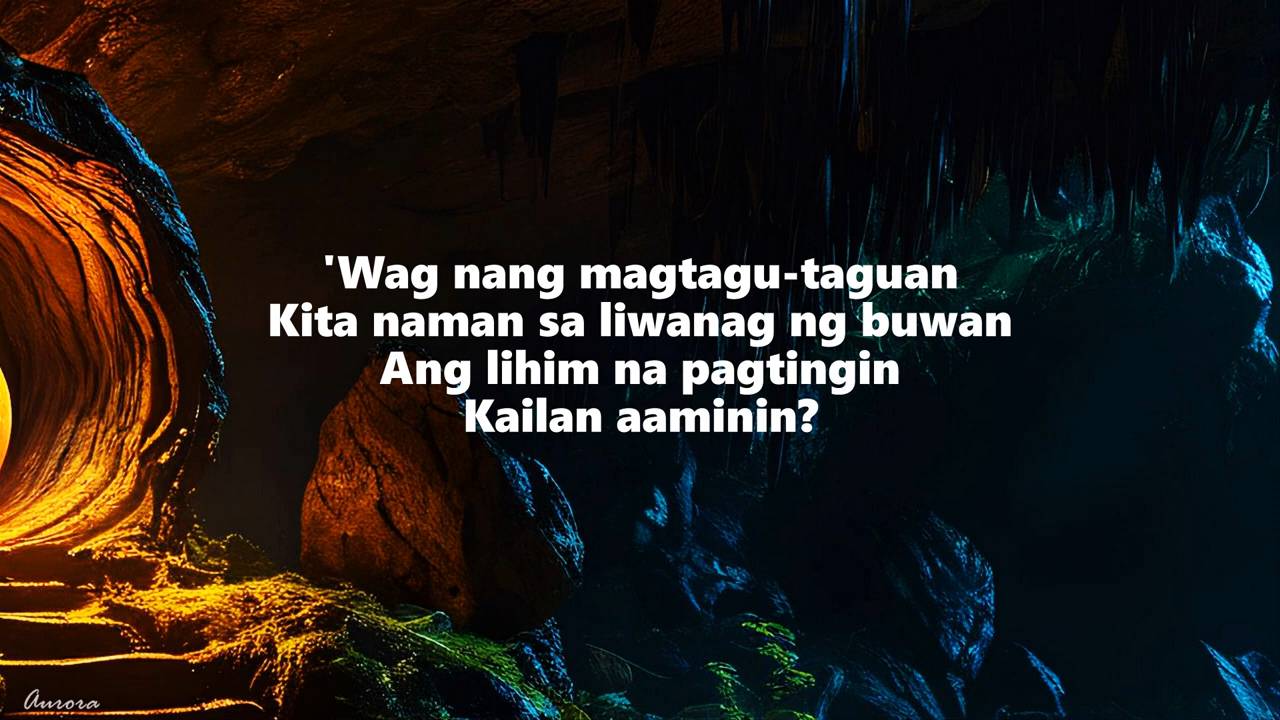 'Wag nang magtagu-taguan
Kita naman sa liwanag ng buwan
Ang lihim na pagtingin
Kailan aaminin?
Aurora